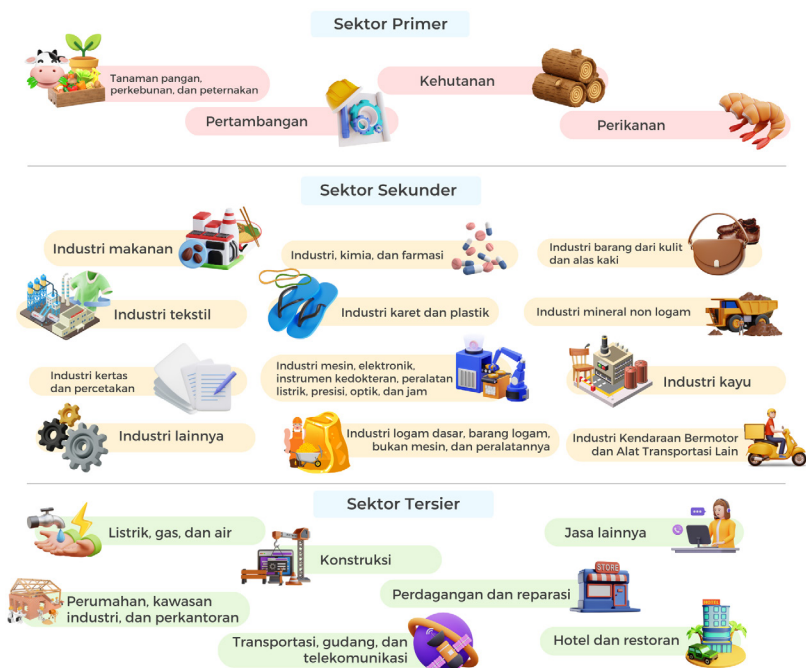 Sektor Primer
Tanaman pangan,
perkebunan, dan peternakan
Kehutanan
Pertambangan
Perikanan
Sektor Sekunder
Industri makanan
Industri, kimia, dan farmasi
Industri barang dari kulit
dan alas kaki
Industri tekstil
Industri karet dan plastik
Industri mineral non logam
Industri kertas
dan percetakan
Industri mesin, elektronik,
instrumen kedokteran, peralatan
listrik, presisi, optik, dan jam
Industri kayu
Industri lainnya
Industri logam dasar, barang logam,
bukan mesin, dan peralatannya
Industri Kendaraan Bermotor
dan Alat Transportasi Lain
Sektor Tersier
Listrik, gas, dan air
Konstruksi
Jasa lainnya
Perumahan, kawasan
industri, dan perkantoran
Perdagangan dan reparasi
STORE
Transportasi, gudang, dan
telekomunikasi
Hotel dan restoran